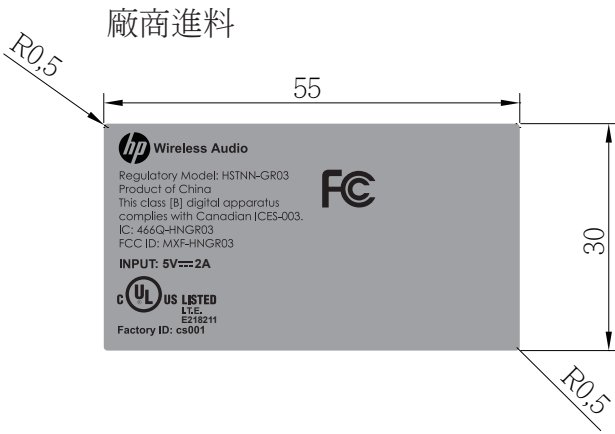 廠商進料
R0,5
55
hp Wireless Audio
Regulatory Model: HSTNN-GR03
Product of China
This class [B] digital apparatus
complies with Canadian ICES-003.
IC: 466Q-HNGR03
FCC ID: MXF-HNGR03
FC
30
INPUT: 5V⎓2A
C UL US LISTED
I.T.E.
E218211
Factory ID: cs001
R0,5